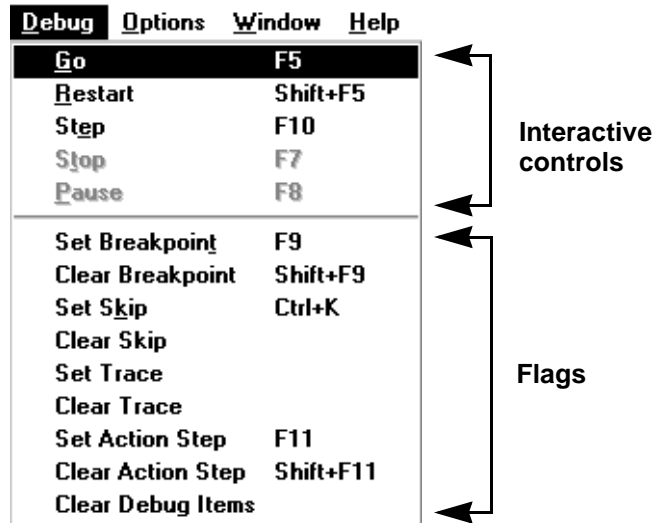 Debug Options Window Help
Go F5
Restart Shift+F5
Step F10
Stop F7
Pause F8
Interactive
controls
Set Breakpoint F9
Clear Breakpoint Shift+F9
Set Skip Ctrl+K
Clear Skip
Set Trace
Clear Trace
Set Action Step F11
Clear Action Step Shift+F11
Clear Debug Items
Flags